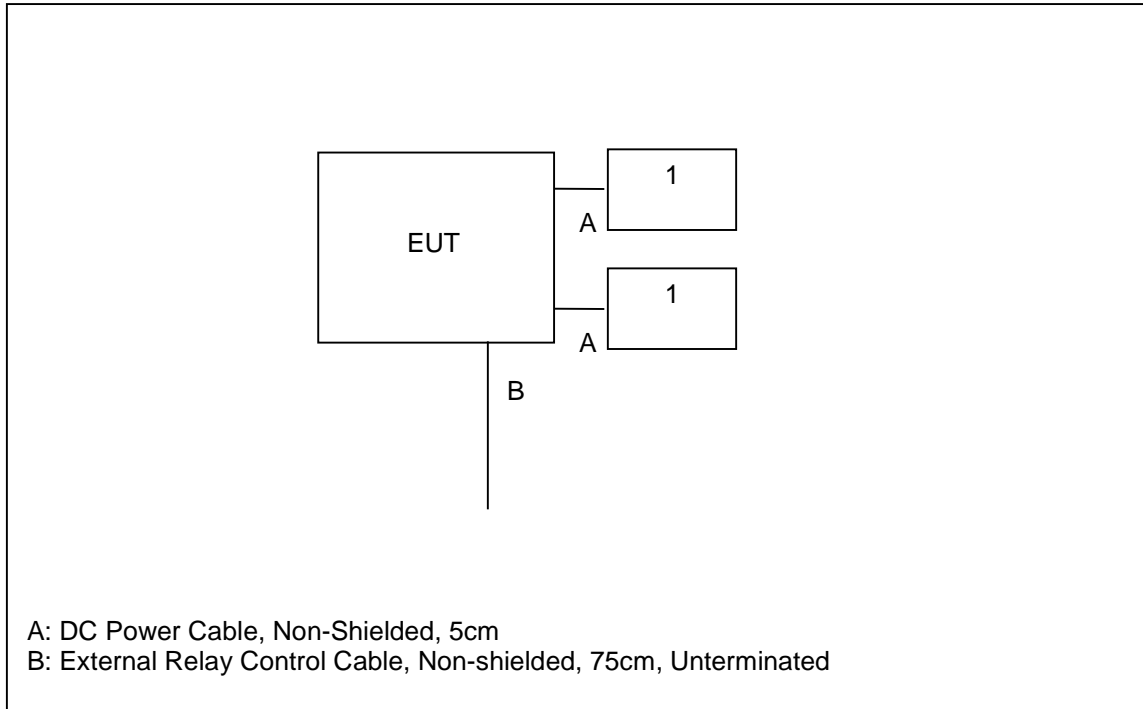 1
A
EUT
1
A
B
A: DC Power Cable, Non-Shielded, 5cm
B: External Relay Control Cable, Non-shielded, 75cm, Unterminated